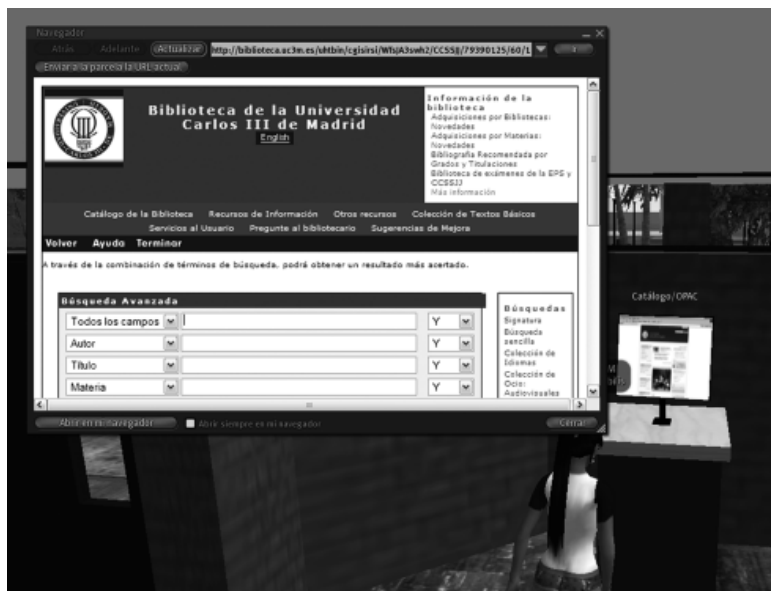 Navegador
Atrás Adelante Actualizar http://biblioteca.uc3m.es/uhtbin/cgisirsi/WfsJA3swh2/CCSSJJ/79390125/60/1
Enviar a la parcela la URL actual
Biblioteca de la Universidad
Carlos III de Madrid
English
Información de la
biblioteca
Adquisiciones por Bibliotecas:
Novedades
Adquisiciones por Materias:
Novedades
Bibliografía Recomendada por
Grados y Titulaciones
Biblioteca de exámenes de la EPS y
CCSSJJ
Más información
Catálogo de la Biblioteca Recursos de Información Otros recursos Colección de Textos Básicos
Servicios al Usuario Pregunte al bibliotecario Sugerencias de Mejora
Volver Ayuda Terminar
A través de la combinación de términos de búsqueda, podrá obtener un resultado más acertado.
Búsqueda Avanzada
Todos los campos Y
Autor Y
Título Y
Materia Y
Búsquedas
Signatura
Búsqueda
sencilla
Colección de
Idiomas
Colección de
Ocio:
Audiovisuales
Abrir en mi navegador Abrir siempre en mi navegador Cerrar
Catálogo/OPAC